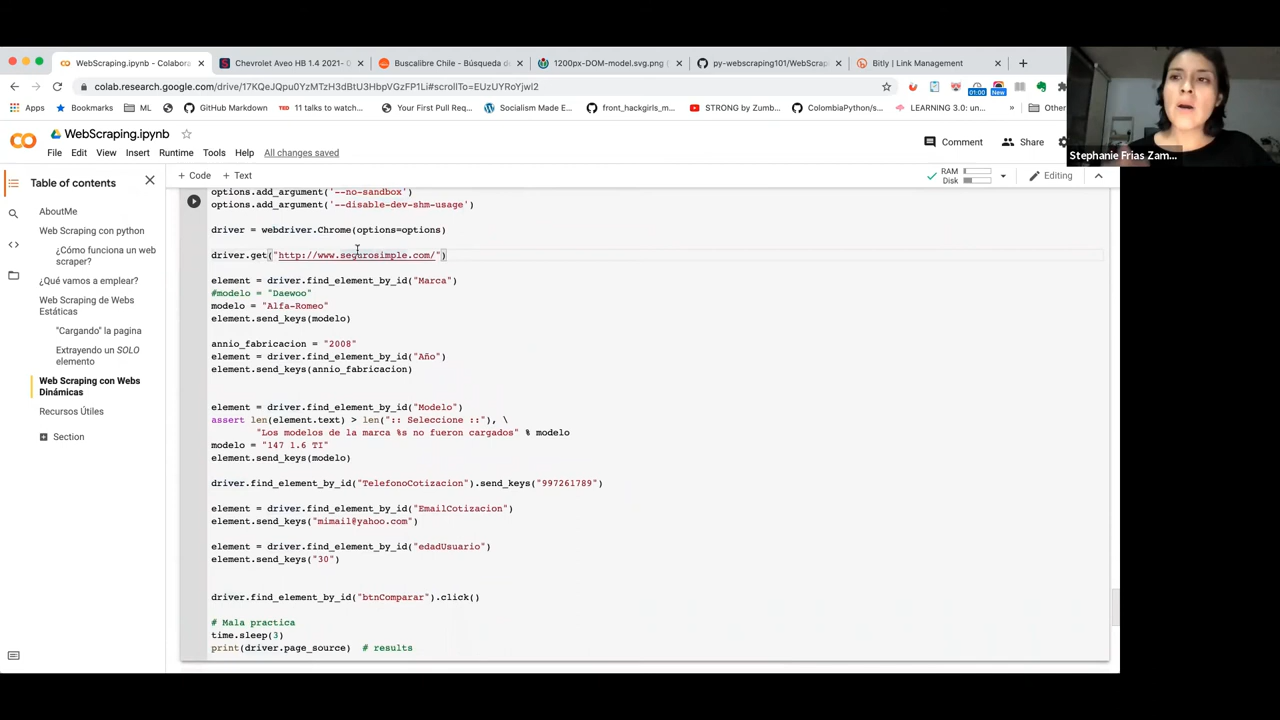 WebScraping.ipynb - Colabora
Chevrolet Aveo HB 1.4 2021- C
Buscalibre Chile - Búsqueda d
1200px-DOM-model.svg.png (
py-webscraping101/WebScrap
Bitly | Link Management
colab.research.google.com/drive/17KQeJQpu0YzMTzH3dBtU3HbpVGzFP1Li#scrollTo=EUzUYRoYjwl2
01:00
New
Apps
Bookmarks
ML
GitHub Markdown
11 talks to watch...
Your First Pull Req...
Socialism Made E...
front_hackgirls_m...
STRONG by Zumb...
ColombiaPython/s...
LEARNING 3.0: un...
»
Other
WebScraping.ipynb
File Edit View Insert Runtime Tools Help All changes saved
Comment
Share
Stephanie Frias Zam...
Table of contents
+ Code + Text
RAM
Disk
Editing
AboutMe
Web Scraping con python
¿Cómo funciona un web
scraper?
¿Qué vamos a emplear?
Web Scraping de Webs
Estáticas
"Cargando" la pagina
Extrayendo un SOLO
elemento
Web Scraping con Webs
Dinámicas
Recursos Útiles
Section
options.add_argument('--no-sandbox')
options.add_argument('--disable-dev-shm-usage')
driver = webdriver.Chrome(options=options)
driver.get("http://www.segurosimple.com/")
element = driver.find_element_by_id("Marca")
#modelo = "Daewoo"
modelo = "Alfa-Romeo"
element.send_keys(modelo)
annio_fabricacion = "2008"
element = driver.find_element_by_id("Año")
element.send_keys(annio_fabricacion)
element = driver.find_element_by_id("Modelo")
assert len(element.text) > len(":: Seleccione ::"), \
"Los modelos de la marca %s no fueron cargados" % modelo
modelo = "147 1.6 TI"
element.send_keys(modelo)
driver.find_element_by_id("TelefonoCotizacion").send_keys("997261789")
element = driver.find_element_by_id("EmailCotizacion")
element.send_keys("mimail@yahoo.com")
element = driver.find_element_by_id("edadUsuario")
element.send_keys("30")
driver.find_element_by_id("btnComparar").click()
# Mala practica
time.sleep(3)
print(driver.page_source) # results